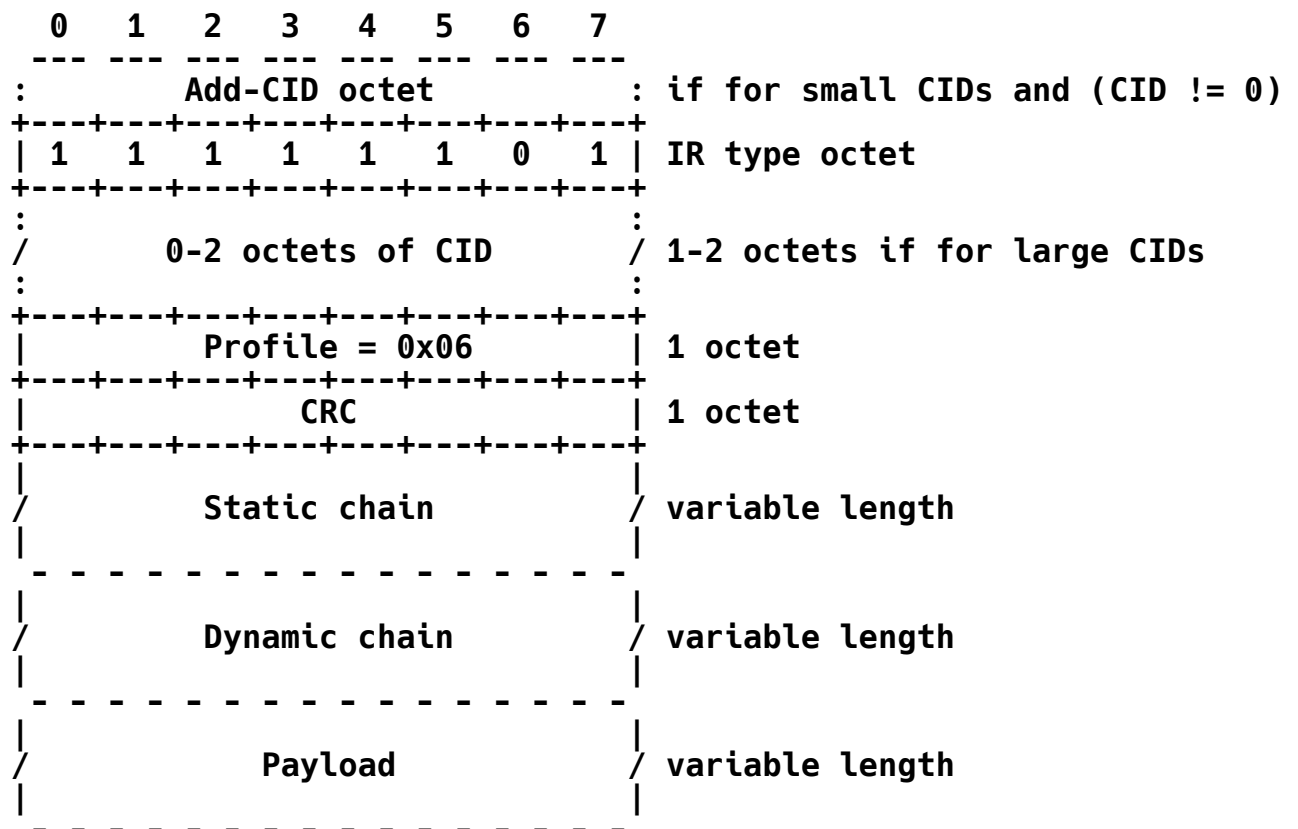 0   1   2   3   4   5   6   7
 --- --- --- --- --- --- --- ---
:        Add-CID octet          : if for small CIDs and (CID != 0)
+---+---+---+---+---+---+---+---+
| 1   1   1   1   1   1   0   1 | IR type octet
+---+---+---+---+---+---+---+---+
:                               :
/       0-2 octets of CID       / 1-2 octets if for large CIDs
:                               :
+---+---+---+---+---+---+---+---+
|         Profile = 0x06        | 1 octet
+---+---+---+---+---+---+---+---+
|              CRC              | 1 octet
+---+---+---+---+---+---+---+---+
|                               |
/         Static chain          / variable length
|                               |
 - - - - - - - - - - - - - - - -
|                               |
/         Dynamic chain         / variable length
|                               |
 - - - - - - - - - - - - - - - -
|                               |
/            Payload            / variable length
|                               |
 - - - - - - - - - - - - - - - -